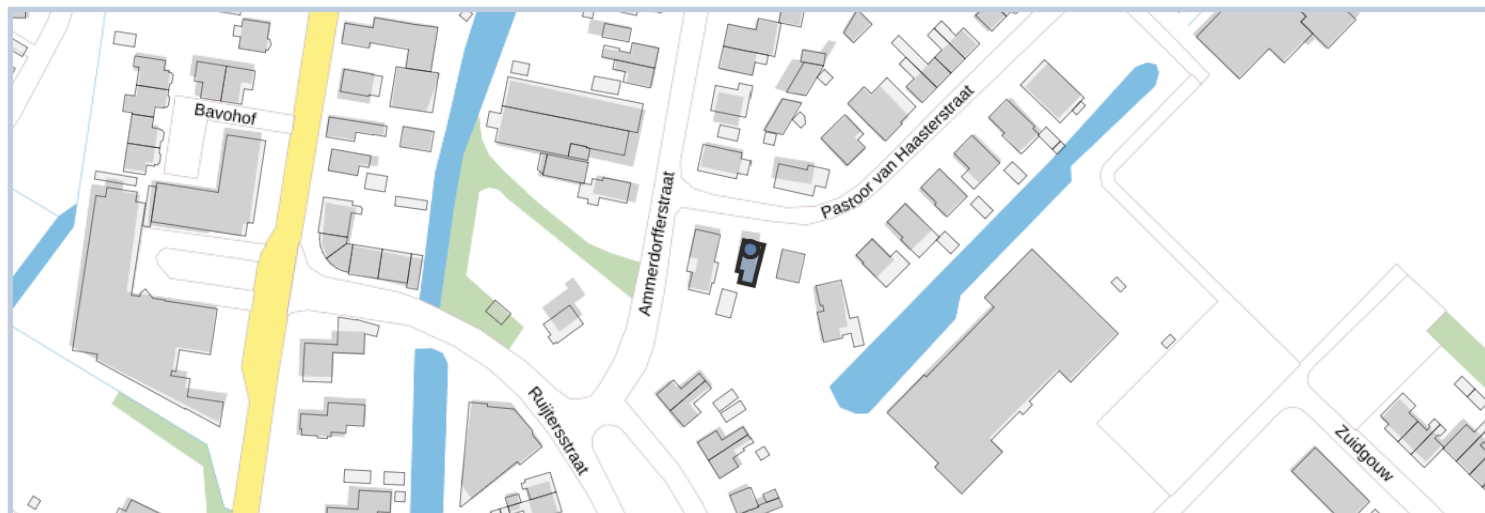 Bavohof
Pastoor van Haasterstraat
Ammerdorfferstraat
Ruijtersstraat
Zuidgouw